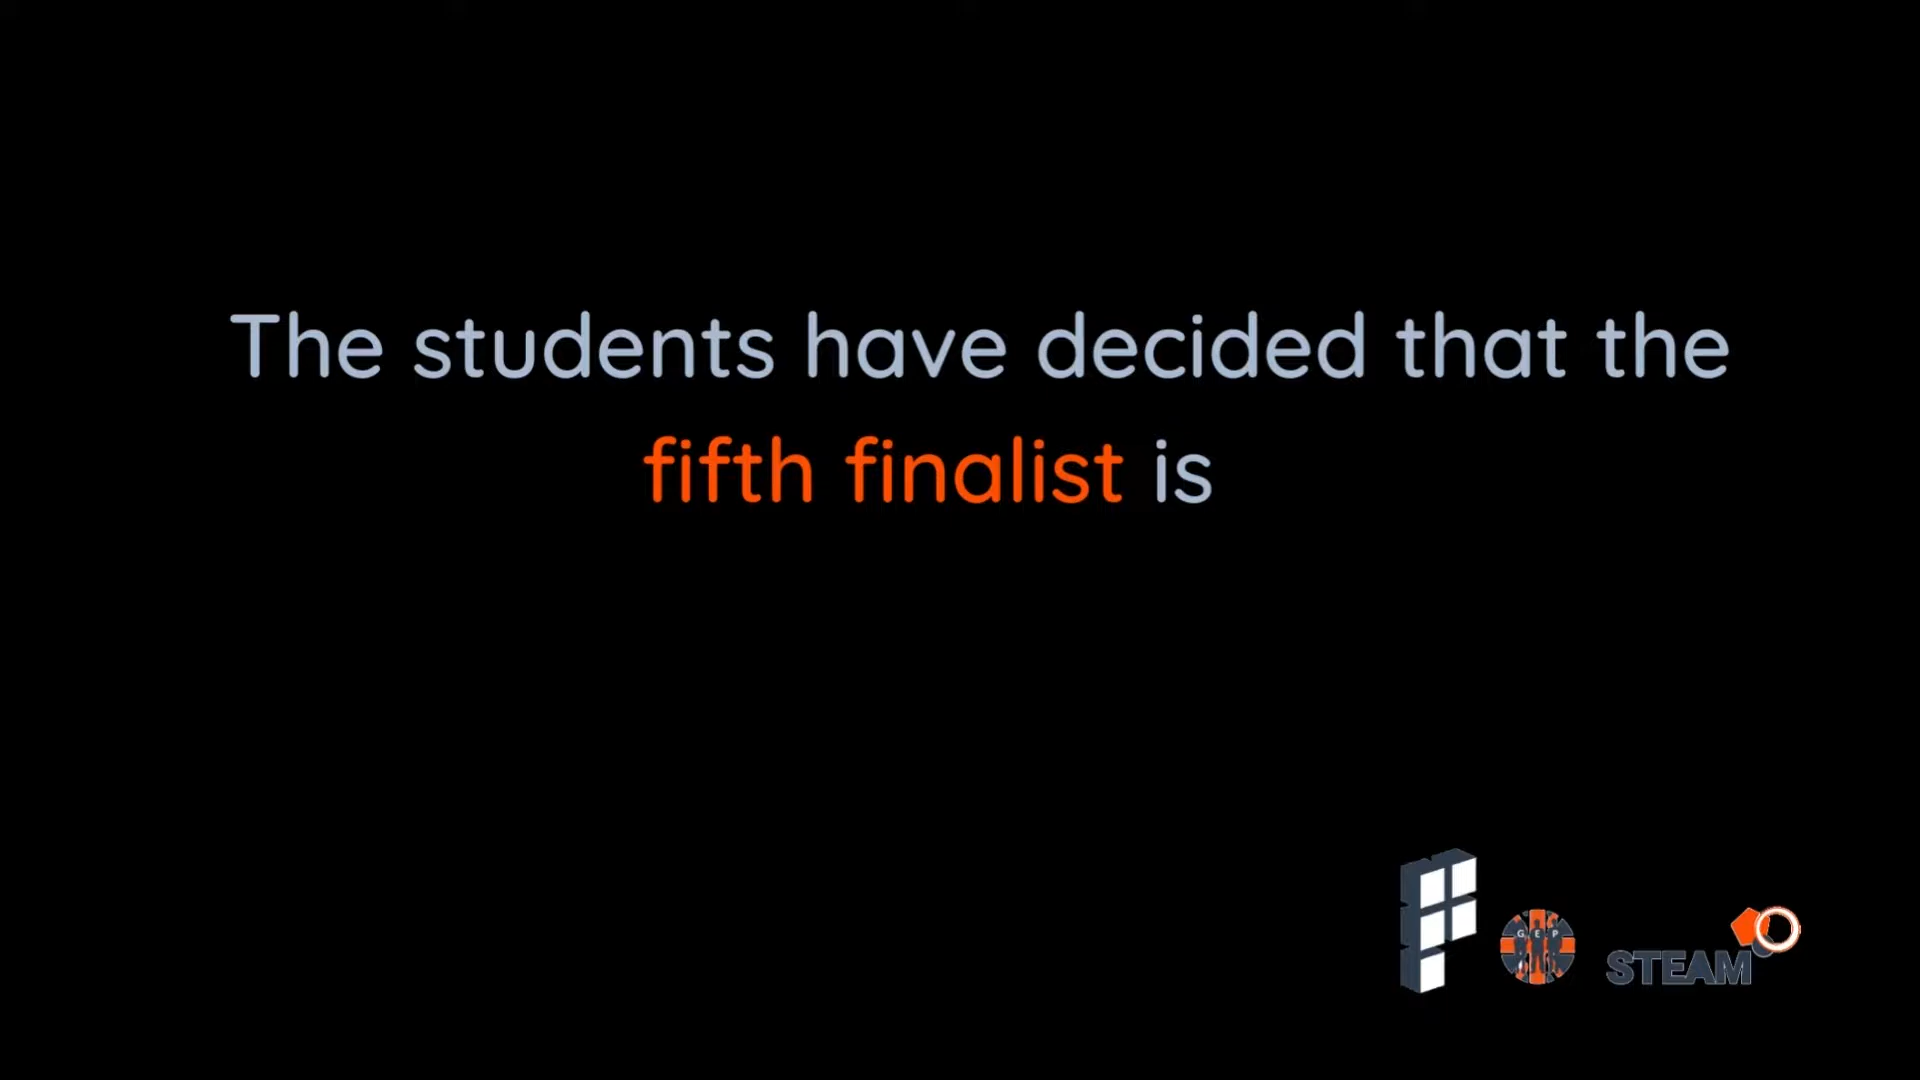 The students have decided that the
fifth finalist is
G E P
STEAM